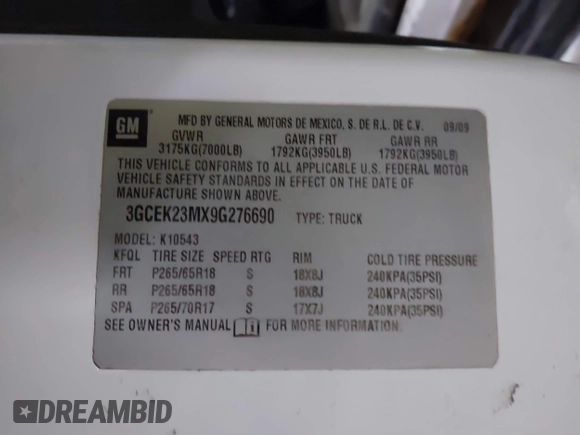 GM
MFD BY GENERAL MOTORS DE MEXICO, S. DE R.L. DE C.V. 09/09
GVWR GAWR FRT GAWR RR
3175KG(7000LB) 1792KG(3950LB) 1792KG(3950LB)
THIS VEHICLE CONFORMS TO ALL APPLICABLE U.S. FEDERAL MOTOR
VEHICLE SAFETY STANDARDS IN EFFECT ON THE DATE OF
MANUFACTURE SHOWN ABOVE.
3GCEK23MX9G276690 TYPE: TRUCK
MODEL: K10543
KFQL TIRE SIZE SPEED RTG RIM COLD TIRE PRESSURE
FRT P265/65R18 S 18X8J 240KPA(35PSI)
RR P265/65R18 S 18X8J 240KPA(35PSI)
SPA P265/70R17 S 17X7J 240KPA(35PSI)
SEE OWNER'S MANUAL FOR MORE INFORMATION.
DREAMBID